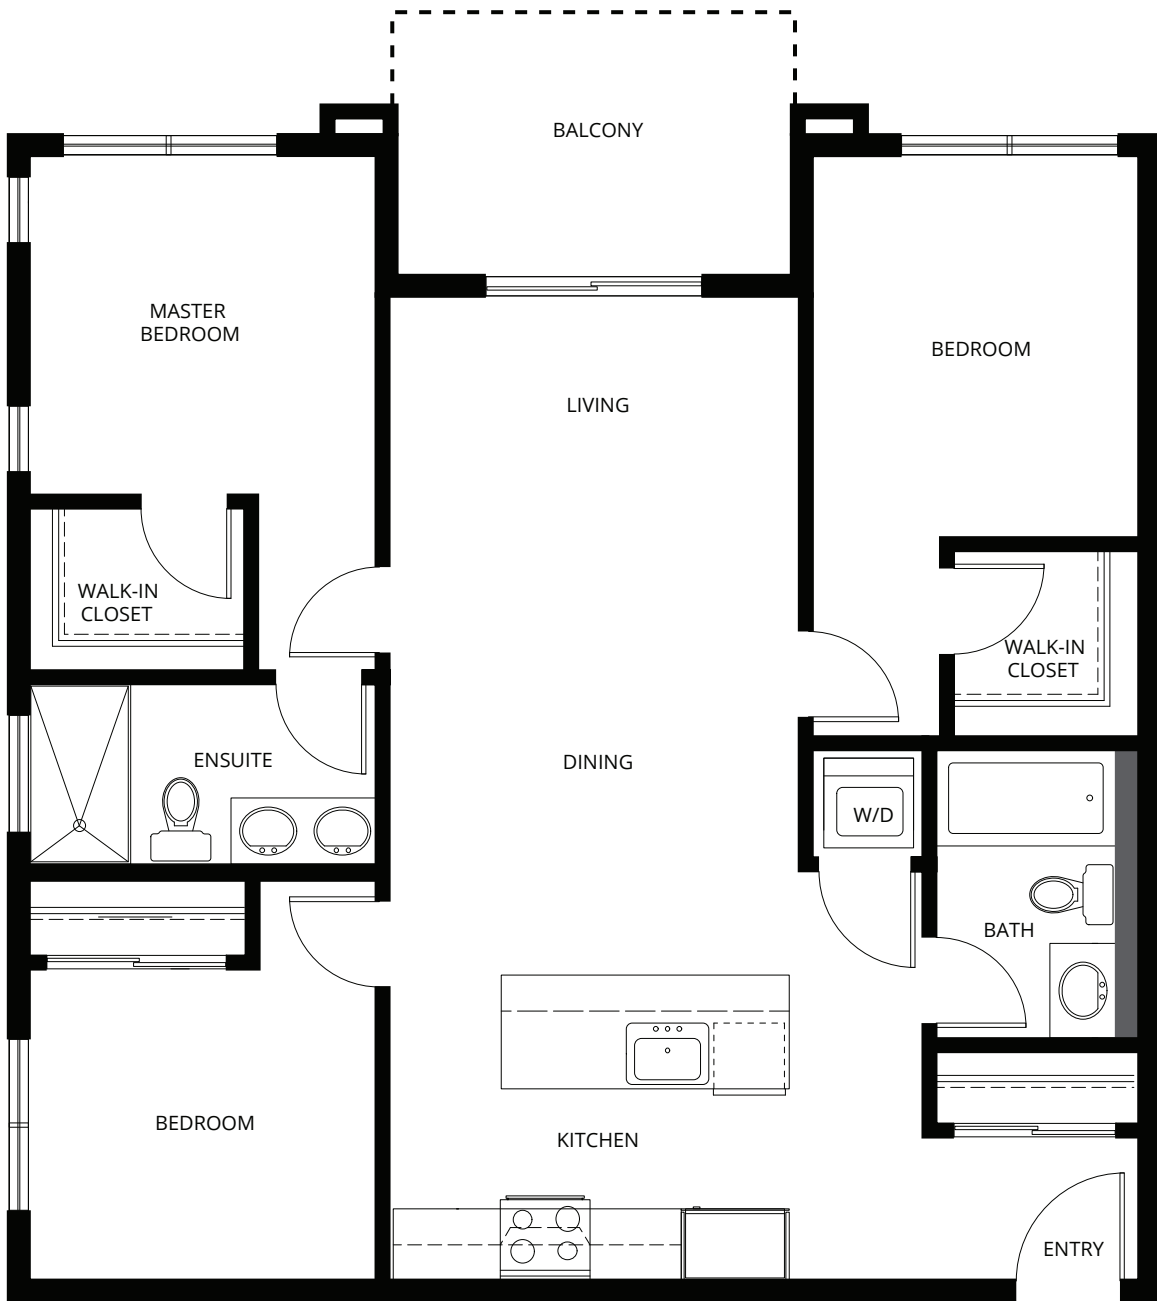 BALCONY
MASTER
BEDROOM
BEDROOM
LIVING
WALK-IN
CLOSET
WALK-IN
CLOSET
ENSUITE
DINING
W/D
BATH
BEDROOM
KITCHEN
ENTRY